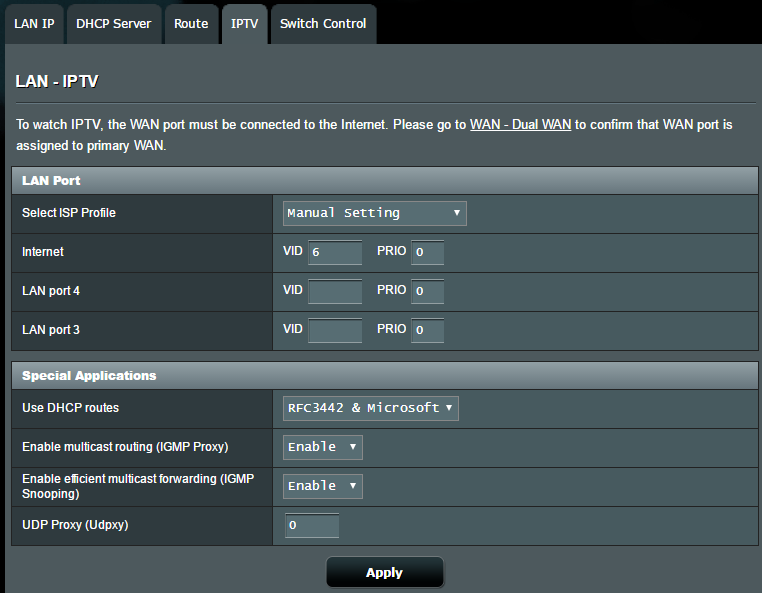 LAN IP DHCP Server Route IPTV Switch Control
LAN - IPTV
To watch IPTV, the WAN port must be connected to the Internet. Please go to WAN - Dual WAN to confirm that WAN port is
assigned to primary WAN.
LAN Port
Select ISP Profile Manual Setting
Internet VID 6 PRIO 0
LAN port 4 VID PRIO 0
LAN port 3 VID PRIO 0
Special Applications
Use DHCP routes RFC3442 & Microsoft
Enable multicast routing (IGMP Proxy) Enable
Enable efficient multicast forwarding (IGMP
Snooping) Enable
UDP Proxy (Udpxy) 0
Apply